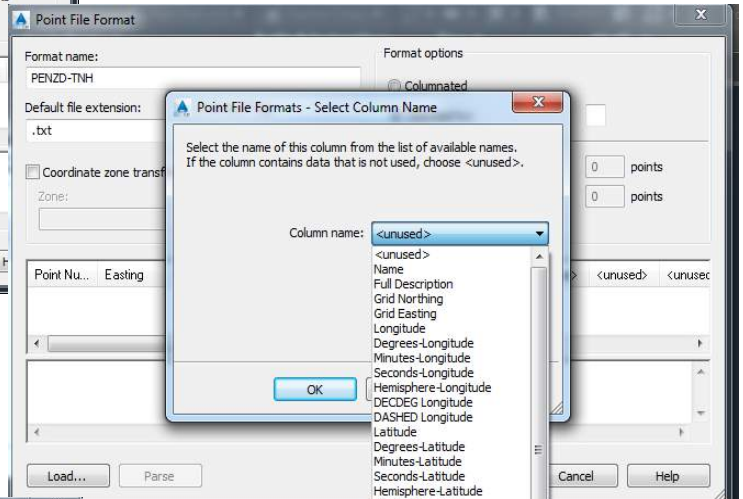 Point File Format
Format name:
PENZD-TNH
Default file extension:
.txt
Coordinate zone transf
Zone:
Format options
Columnated
0 points
0 points
Point File Formats - Select Column Name
Select the name of this column from the list of available names.
If the column contains data that is not used, choose <unused>.
Column name: <unused>
<unused>
Name
Full Description
Grid Northing
Grid Easting
Longitude
Degrees-Longitude
Minutes-Longitude
Seconds-Longitude
Hemisphere-Longitude
DECDEG Longitude
DASHED Longitude
Latitude
Degrees-Latitude
Minutes-Latitude
Seconds-Latitude
Hemisphere-Latitude
OK
Point Nu... Easting <unused> <unused
Load... Parse Cancel Help